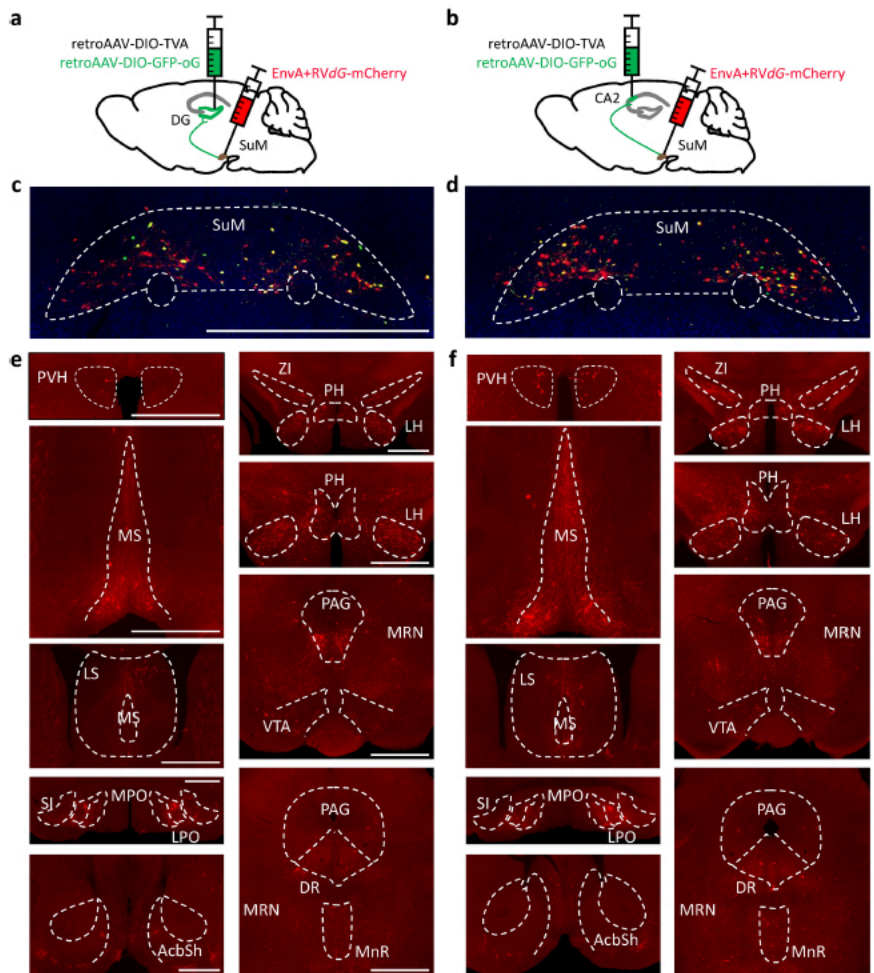 a
retroAAV-DIO-TVA
retroAAV-DIO-GFP-oG
EnvA+RVdG-mCherry
DG
SuM
b
retroAAV-DIO-TVA
retroAAV-DIO-GFP-oG
EnvA+RVdG-mCherry
CA2
SuM
c
SuM
d
SuM
e
PVH
MS
LS
MS
SI
MPO
LPO
AcbSh
ZI
PH
LH
PH
LH
PAG
MRN
VTA
PAG
DR
MRN
MnR
f
PVH
MS
LS
MS
SI
MPO
LPO
AcbSh
ZI
PH
LH
PH
LH
PAG
MRN
VTA
PAG
DR
MRN
MnR